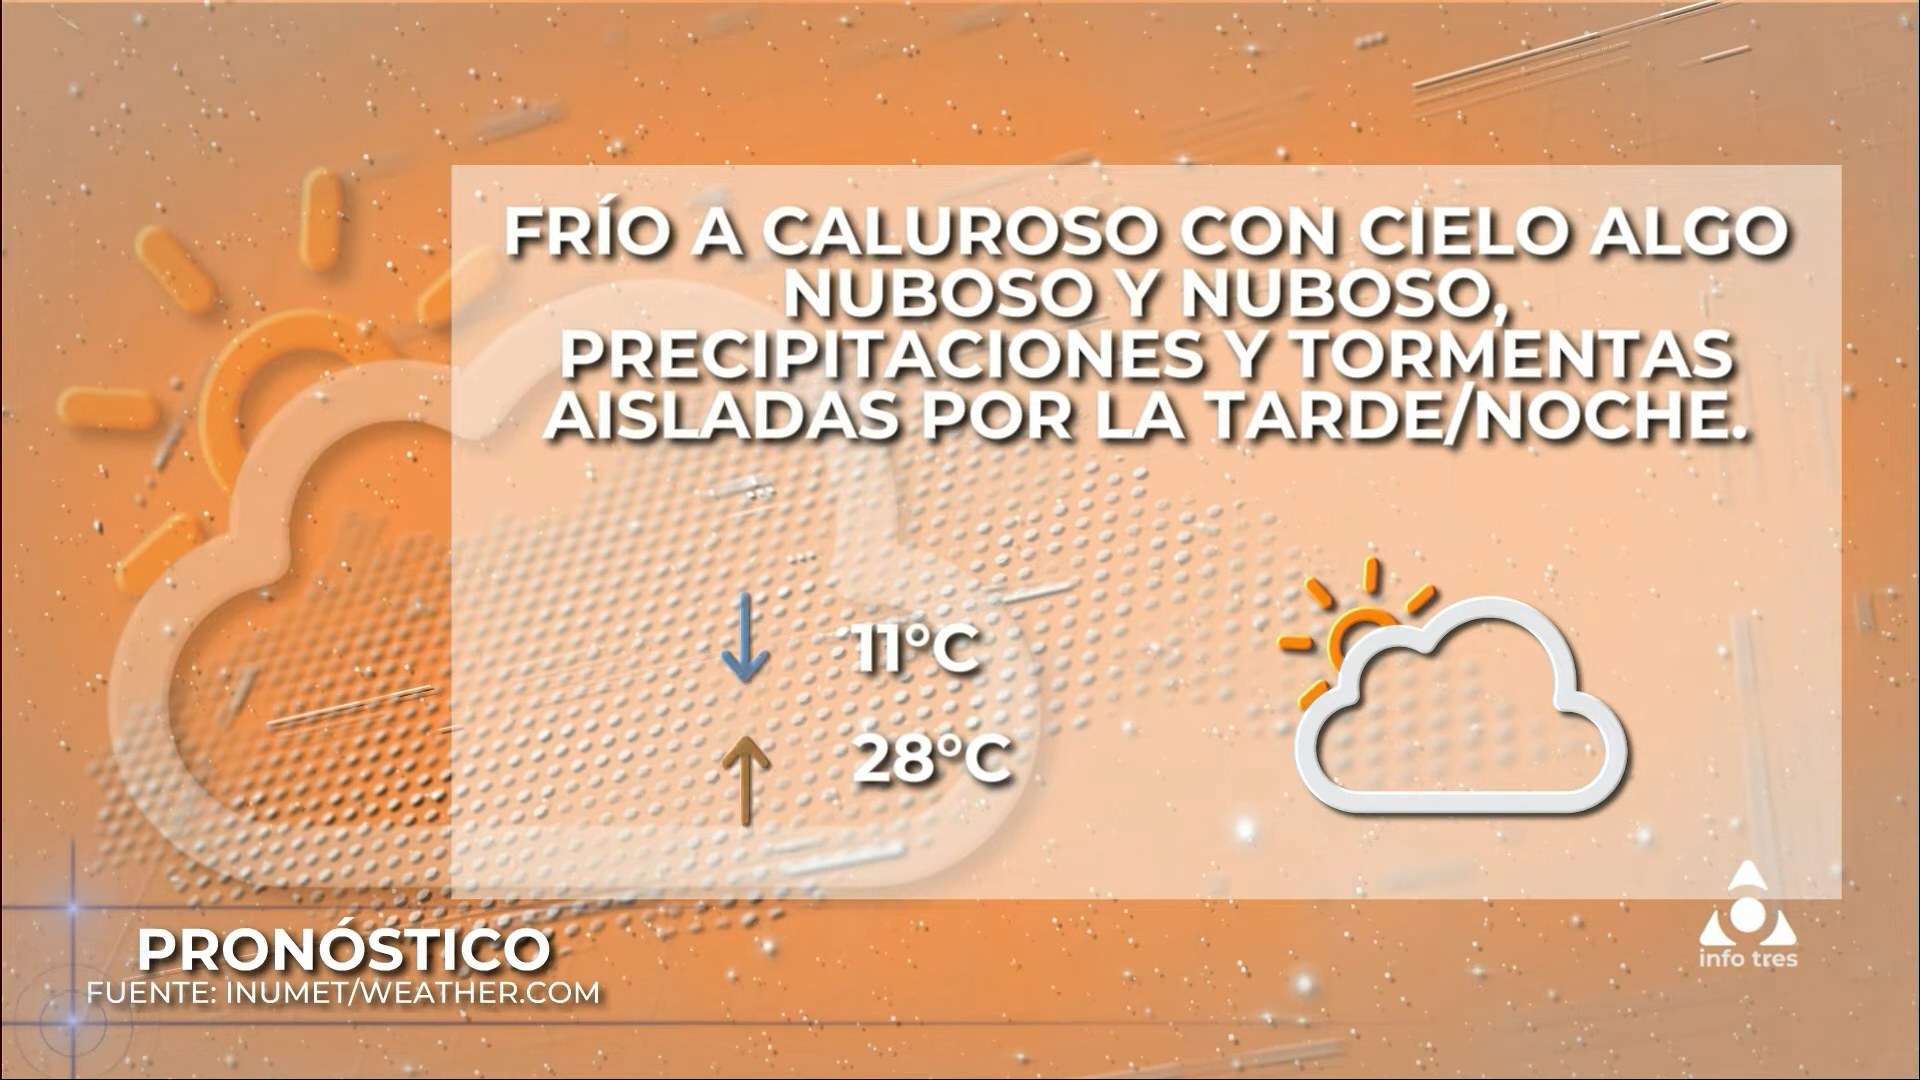 FRÍO A CALUROSO CON CIELO ALGO
NUBOSO Y NUBOSO,
PRECIPITACIONES Y TORMENTAS
AISLADAS POR LA TARDE/NOCHE.
11°C
28°C
PRONÓSTICO
FUENTE: INUMET/WEATHER.COM
info tres